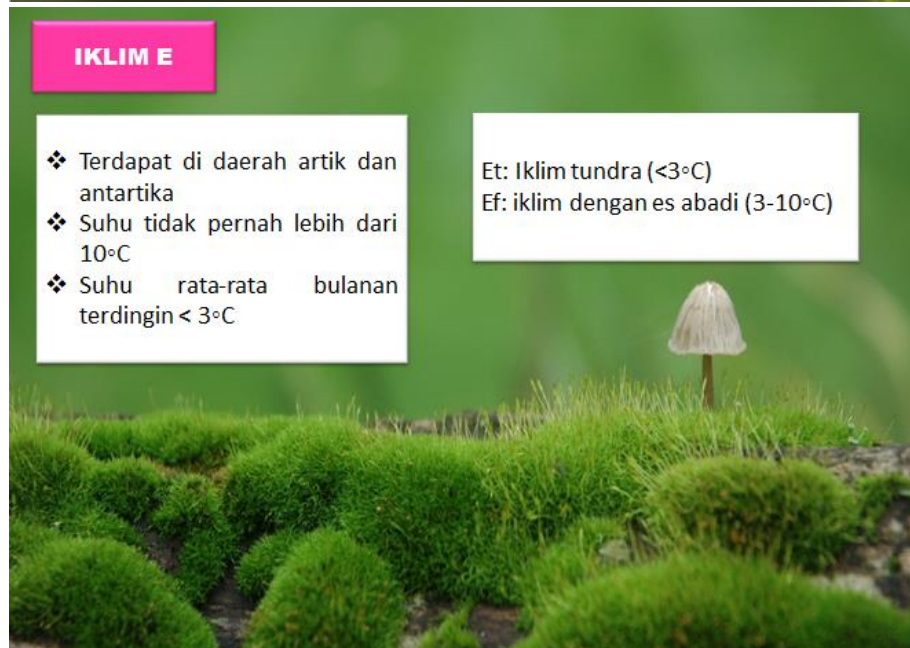 IKLIM E
❖ Terdapat di daerah artik dan
antartika
❖ Suhu tidak pernah lebih dari
10◦C
❖ Suhu rata-rata bulanan
terdingin < 3◦C
Et: Iklim tundra (<3◦C)
Ef: iklim dengan es abadi (3-10◦C)